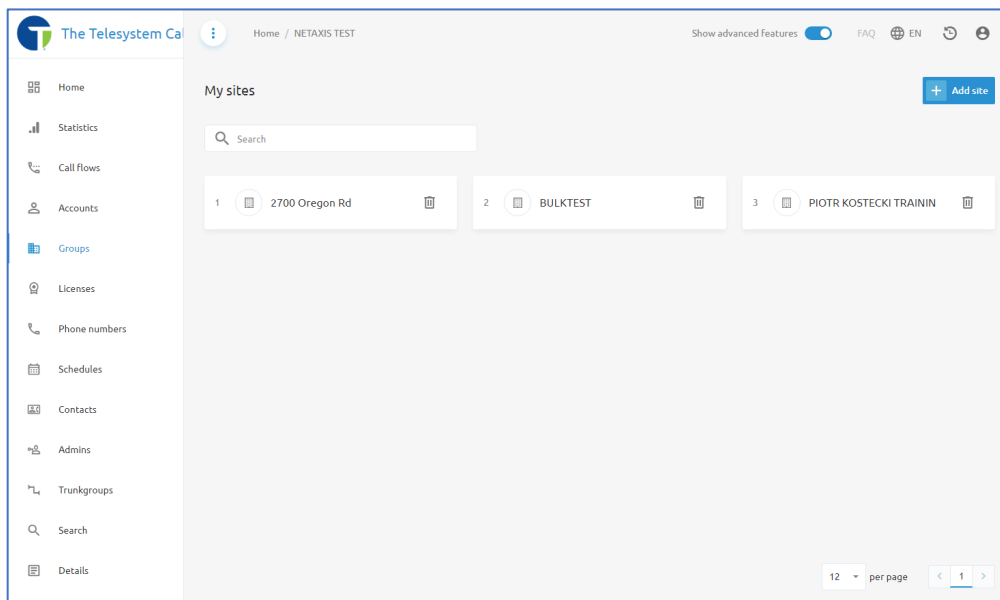 The Telesystem Cal
Home / NETAXIS TEST
Show advanced features
FAQ
EN
Home
Statistics
Call flows
Accounts
Groups
Licenses
Phone numbers
Schedules
Contacts
Admins
Trunkgroups
Search
Details
My sites
+ Add site
Search
1 2700 Oregon Rd
2 BULKTEST
3 PIOTR KOSTECKI TRAININ
12 per page
< 1 >